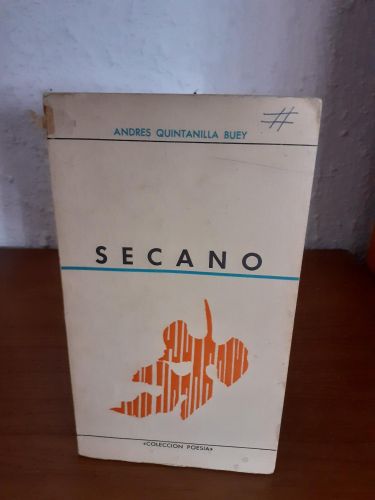 ANDRES QUINTANILLA BUEY
SECANO
«COLECCION POESIA»